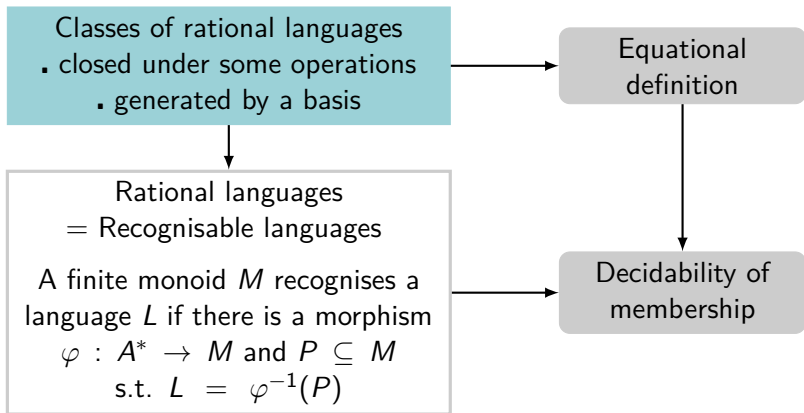 Classes of rational languages
▪ closed under some operations
▪ generated by a basis
Equational
definition
Rational languages
= Recognisable languages
A finite monoid M recognises a
language L if there is a morphism
φ : A* → M and P ⊆ M
s.t. L = φ⁻¹(P)
Decidability of
membership